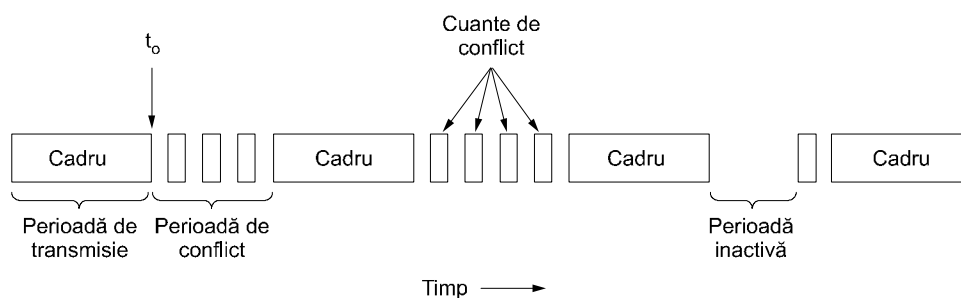 t₀
Cuante de
conflict
Cadru
Cadru
Cadru
Cadru
Perioadă de
transmisie
Perioadă de
conflict
Perioadă
inactivă
Timp